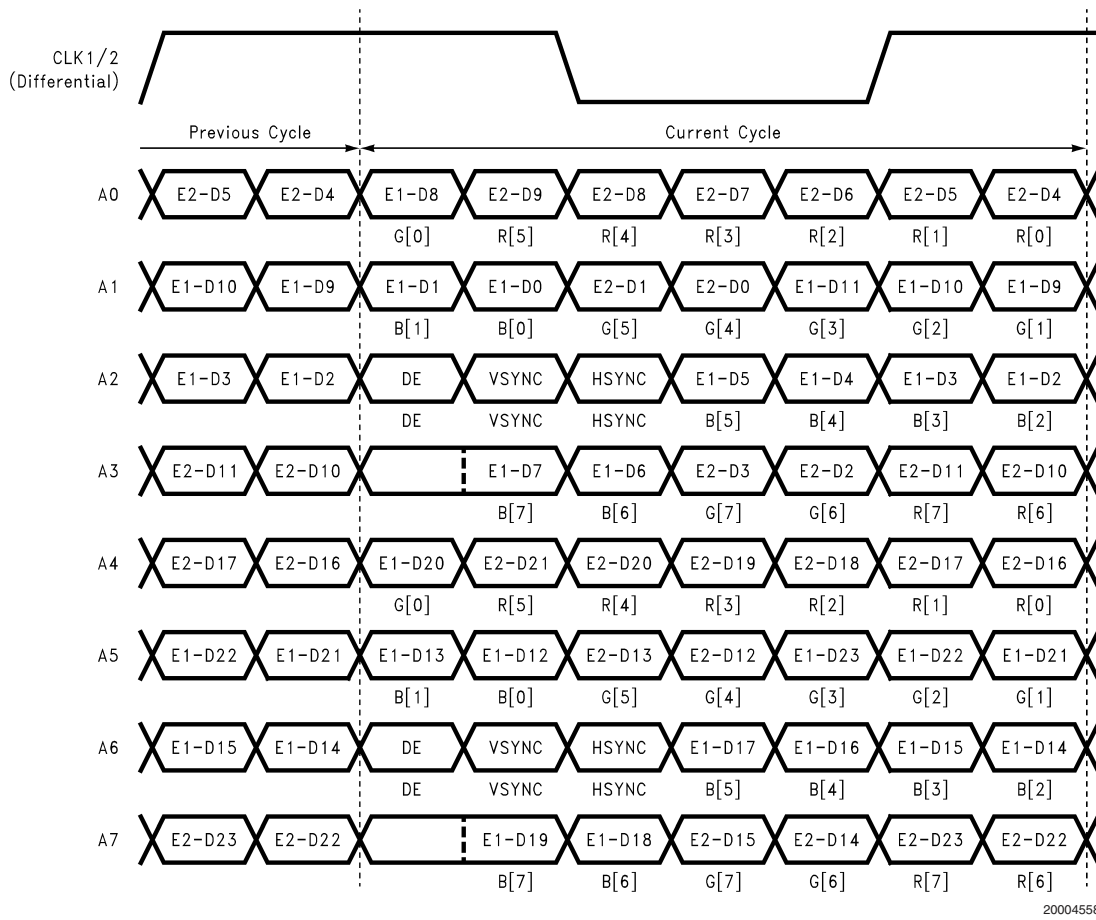 CLK1/2
(Differential)
Previous Cycle Current Cycle
A0 E2-D5 E2-D4 E1-D8 E2-D9 E2-D8 E2-D7 E2-D6 E2-D5 E2-D4
G[0] R[5] R[4] R[3] R[2] R[1] R[0]
A1 E1-D10 E1-D9 E1-D1 E1-D0 E2-D1 E2-D0 E1-D11 E1-D10 E1-D9
B[1] B[0] G[5] G[4] G[3] G[2] G[1]
A2 E1-D3 E1-D2 DE VSYNC HSYNC E1-D5 E1-D4 E1-D3 E1-D2
DE VSYNC HSYNC B[5] B[4] B[3] B[2]
A3 E2-D11 E2-D10 E1-D7 E1-D6 E2-D3 E2-D2 E2-D11 E2-D10
B[7] B[6] G[7] G[6] R[7] R[6]
A4 E2-D17 E2-D16 E1-D20 E2-D21 E2-D20 E2-D19 E2-D18 E2-D17 E2-D16
G[0] R[5] R[4] R[3] R[2] R[1] R[0]
A5 E1-D22 E1-D21 E1-D13 E1-D12 E2-D13 E2-D12 E1-D23 E1-D22 E1-D21
B[1] B[0] G[5] G[4] G[3] G[2] G[1]
A6 E1-D15 E1-D14 DE VSYNC HSYNC E1-D17 E1-D16 E1-D15 E1-D14
DE VSYNC HSYNC B[5] B[4] B[3] B[2]
A7 E2-D23 E2-D22 E1-D19 E1-D18 E2-D15 E2-D14 E2-D23 E2-D22
B[7] B[6] G[7] G[6] R[7] R[6]
20004558